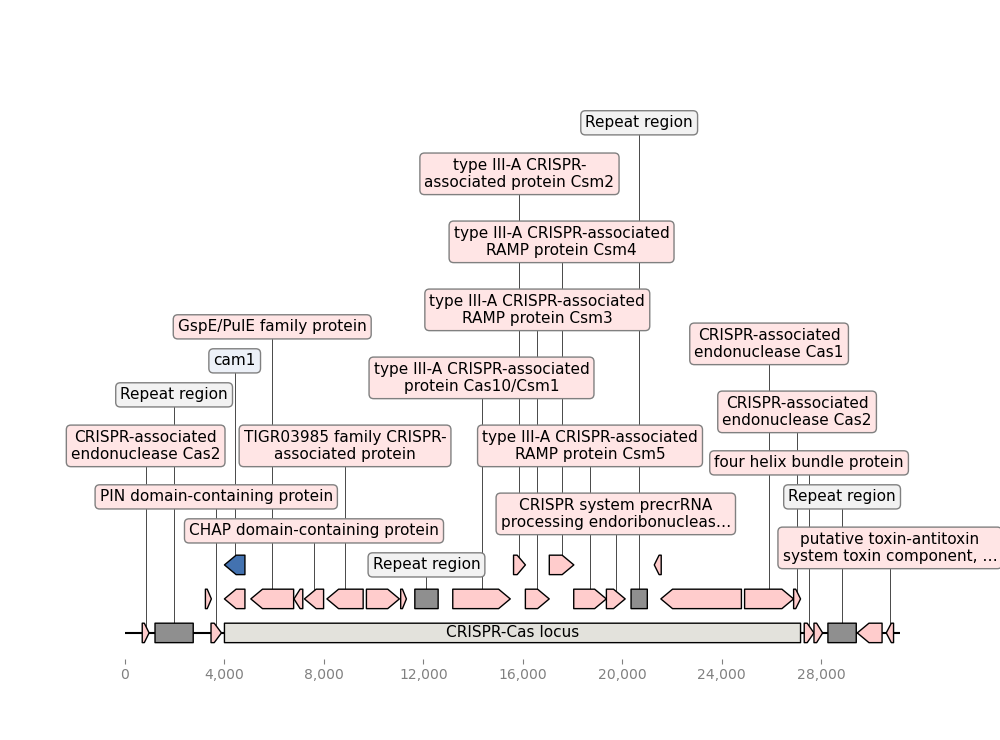 Repeat region
type III-A CRISPR-
associated protein Csm2
type III-A CRISPR-associated
RAMP protein Csm4
type III-A CRISPR-associated
RAMP protein Csm3
GspE/PulE family protein
CRISPR-associated
endonuclease Cas1
cam1
type III-A CRISPR-associated
protein Cas10/Csm1
Repeat region
CRISPR-associated
endonuclease Cas2
CRISPR-associated
endonuclease Cas2
TIGR03985 family CRISPR-
associated protein
type III-A CRISPR-associated
RAMP protein Csm5
four helix bundle protein
PIN domain-containing protein
Repeat region
CRISPR system precrRNA
processing endoribonucleas…
CHAP domain-containing protein
putative toxin-antitoxin
system toxin component, …
Repeat region
CRISPR-Cas locus
0
4,000
8,000
12,000
16,000
20,000
24,000
28,000